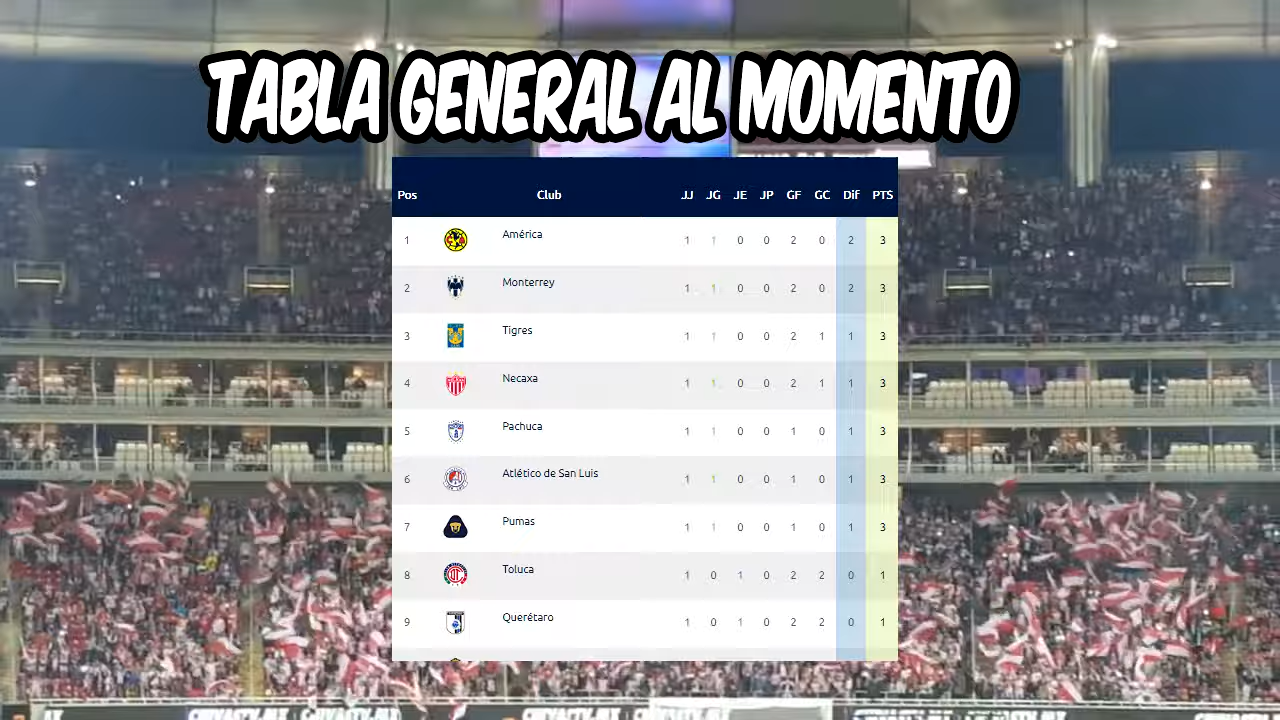 TABLA GENERAL AL MOMENTO
Pos Club JJ JG JE JP GF GC Dif PTS
1 América 1 1 0 0 2 0 2 3
2 Monterrey 1 1 0 0 2 0 2 3
3 Tigres 1 1 0 0 2 1 1 3
4 Necaxa 1 1 0 0 2 1 1 3
5 Pachuca 1 1 0 0 1 0 1 3
6 Atlético de San Luis 1 1 0 0 1 0 1 3
7 Pumas 1 1 0 0 1 0 1 3
8 Toluca 1 0 1 0 2 2 0 1
9 Querétaro 1 0 1 0 2 2 0 1